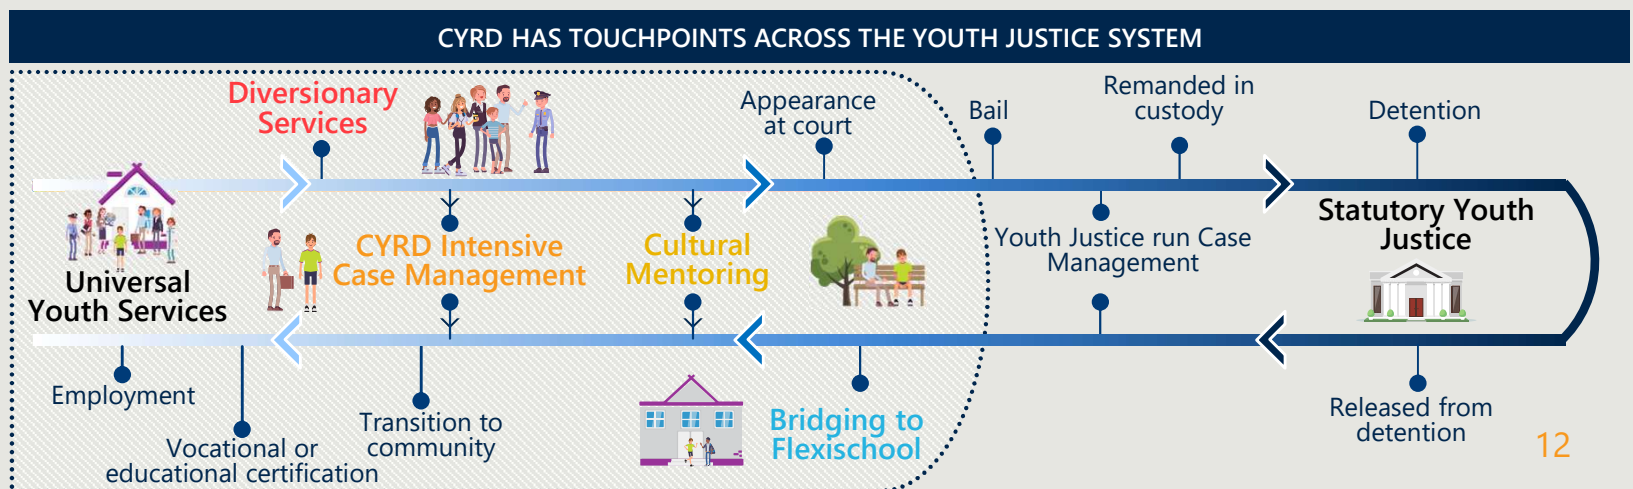 CYRD HAS TOUCHPOINTS ACROSS THE YOUTH JUSTICE SYSTEM
Diversionary
Services
Appearance
at court
Bail
Remanded in
custody
Detention
Universal
Youth Services
CYRD Intensive
Case Management
Cultural
Mentoring
Youth Justice run Case
Management
Statutory Youth
Justice
Employment
Vocational or
educational certification
Transition to
community
Bridging to
Flexischool
Released from
detention
12